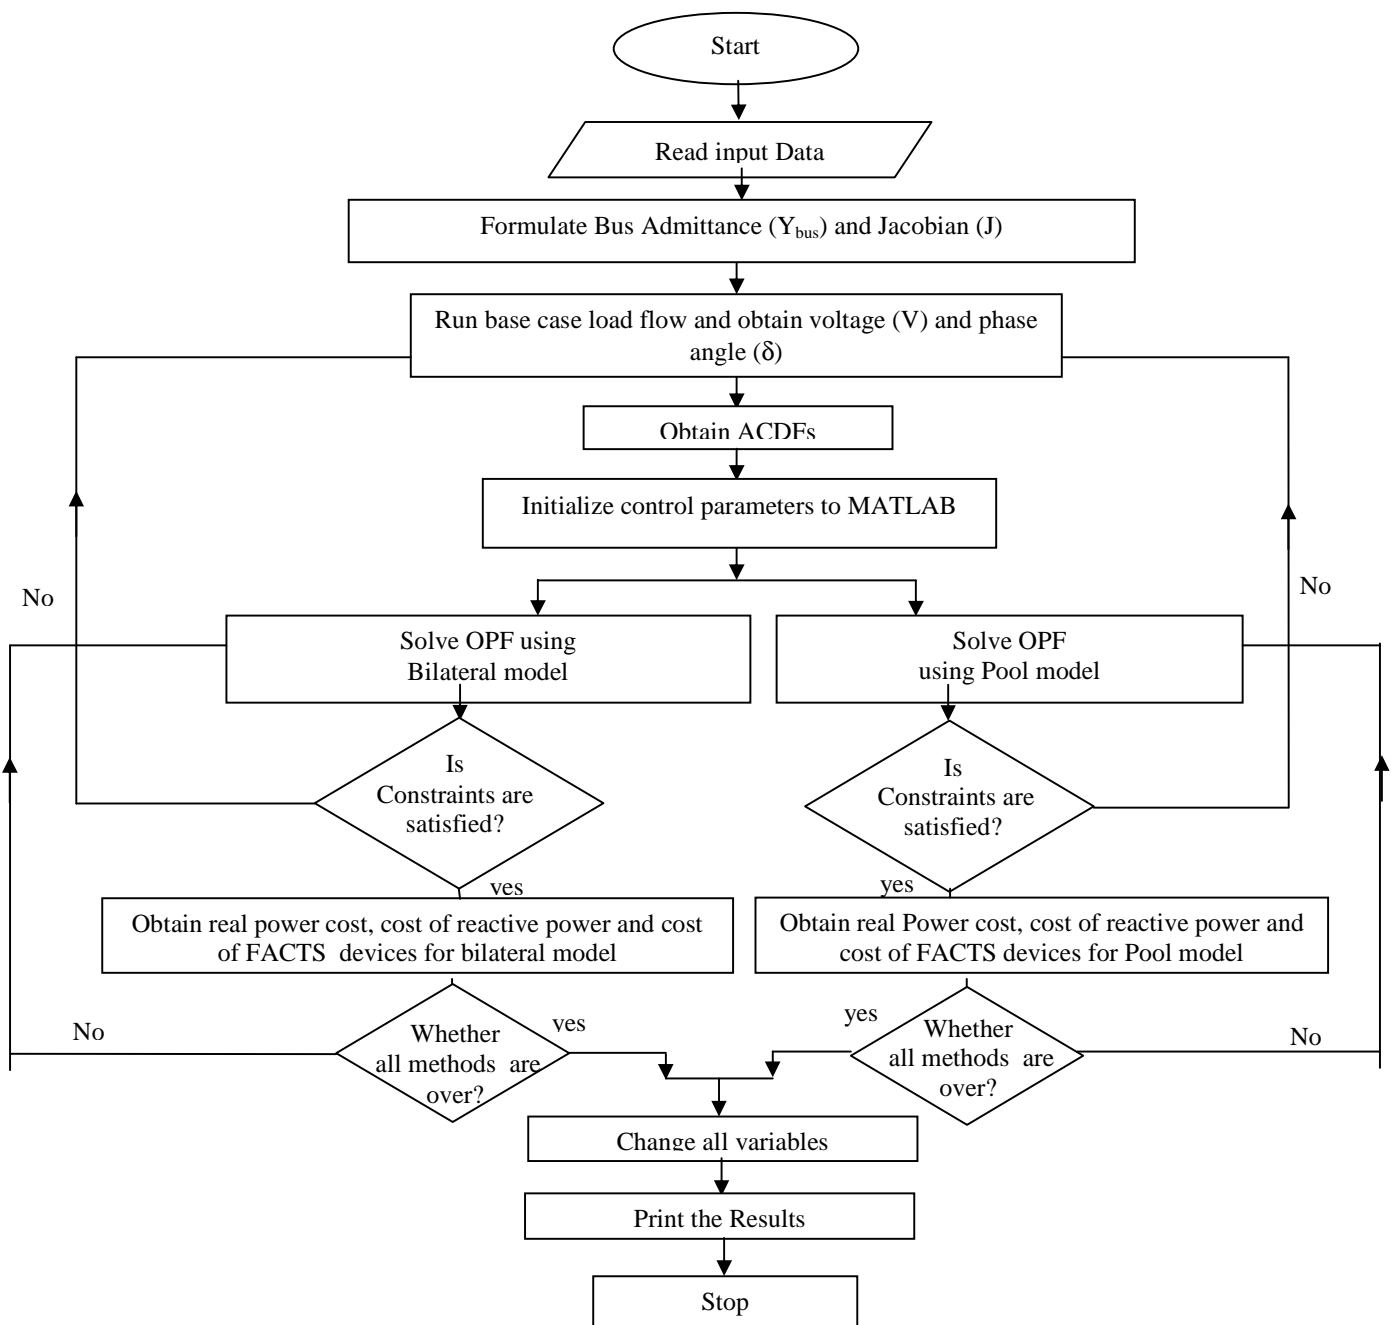 Start
Read input Data
Formulate Bus Admittance (Ybus) and Jacobian (J)
Run base case load flow and obtain voltage (V) and phase
angle (δ)
Obtain ACDFs
Initialize control parameters to MATLAB
No
No
Solve OPF using
Bilateral model
Solve OPF
using Pool model
Is
Constraints are
satisfied?
Is
Constraints are
satisfied?
yes
yes
Obtain real power cost, cost of reactive power and cost
of FACTS devices for bilateral model
Obtain real Power cost, cost of reactive power and
cost of FACTS devices for Pool model
No
Whether
all methods are
over?
yes
yes
Whether
all methods are
over?
No
Change all variables
Print the Results
Stop